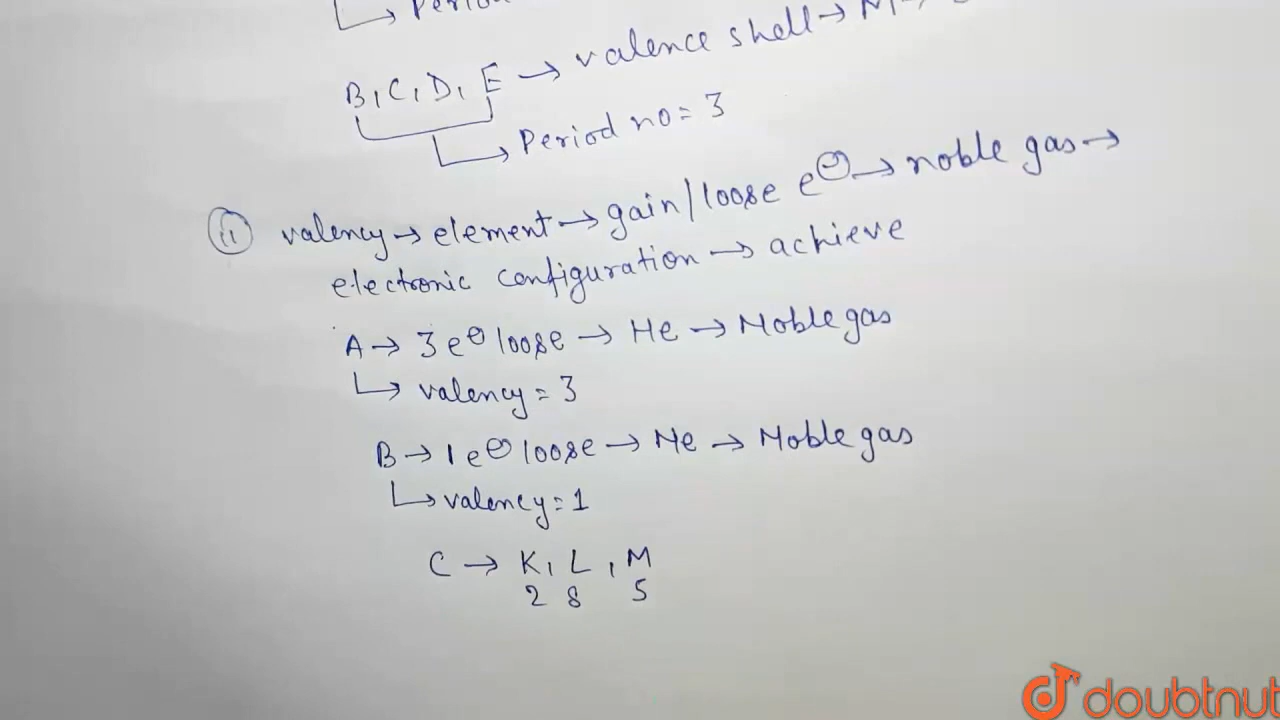 Period
B, C, D, E → valence shell → M →
Period no = 3
(ii) valency → element → gain/loose e⊖ → noble gas →
electronic configuration → achieve
A → 3 e⊖ loose → He → Noble gas
↳ valency = 3
B → 1 e⊖ loose → Ne → Noble gas
↳ valency = 1
C → K, L, M
2 8 5
doubtnut